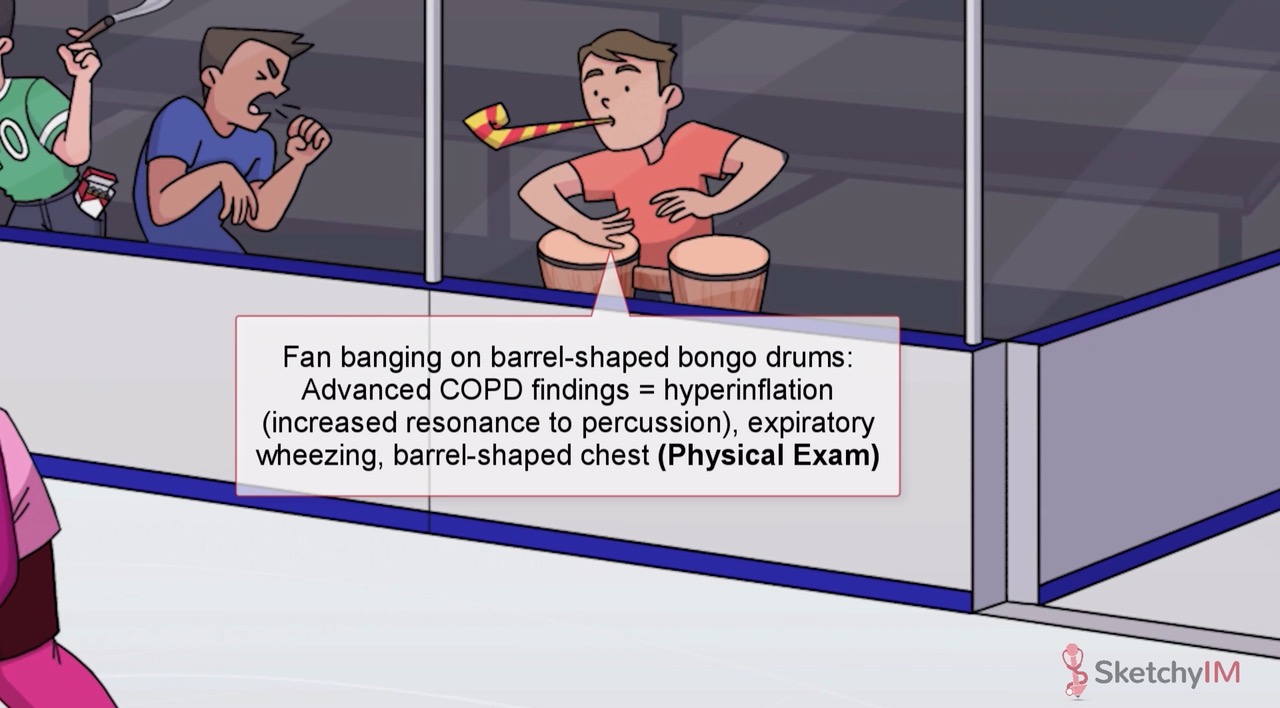 0
Fan banging on barrel-shaped bongo drums:
Advanced COPD findings = hyperinflation
(increased resonance to percussion), expiratory
wheezing, barrel-shaped chest (Physical Exam)
SketchyIM